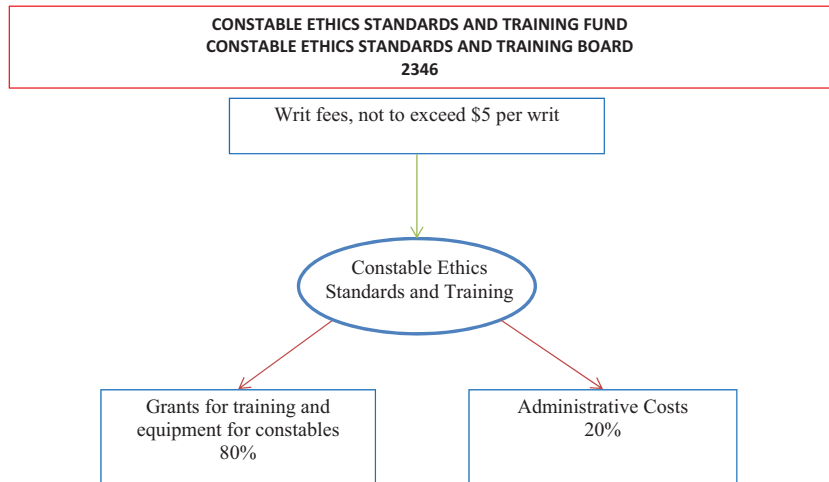 CONSTABLE ETHICS STANDARDS AND TRAINING FUND
CONSTABLE ETHICS STANDARDS AND TRAINING BOARD
2346
Writ fees, not to exceed $5 per writ
Constable Ethics
Standards and Training
Grants for training and
equipment for constables
80%
Administrative Costs
20%